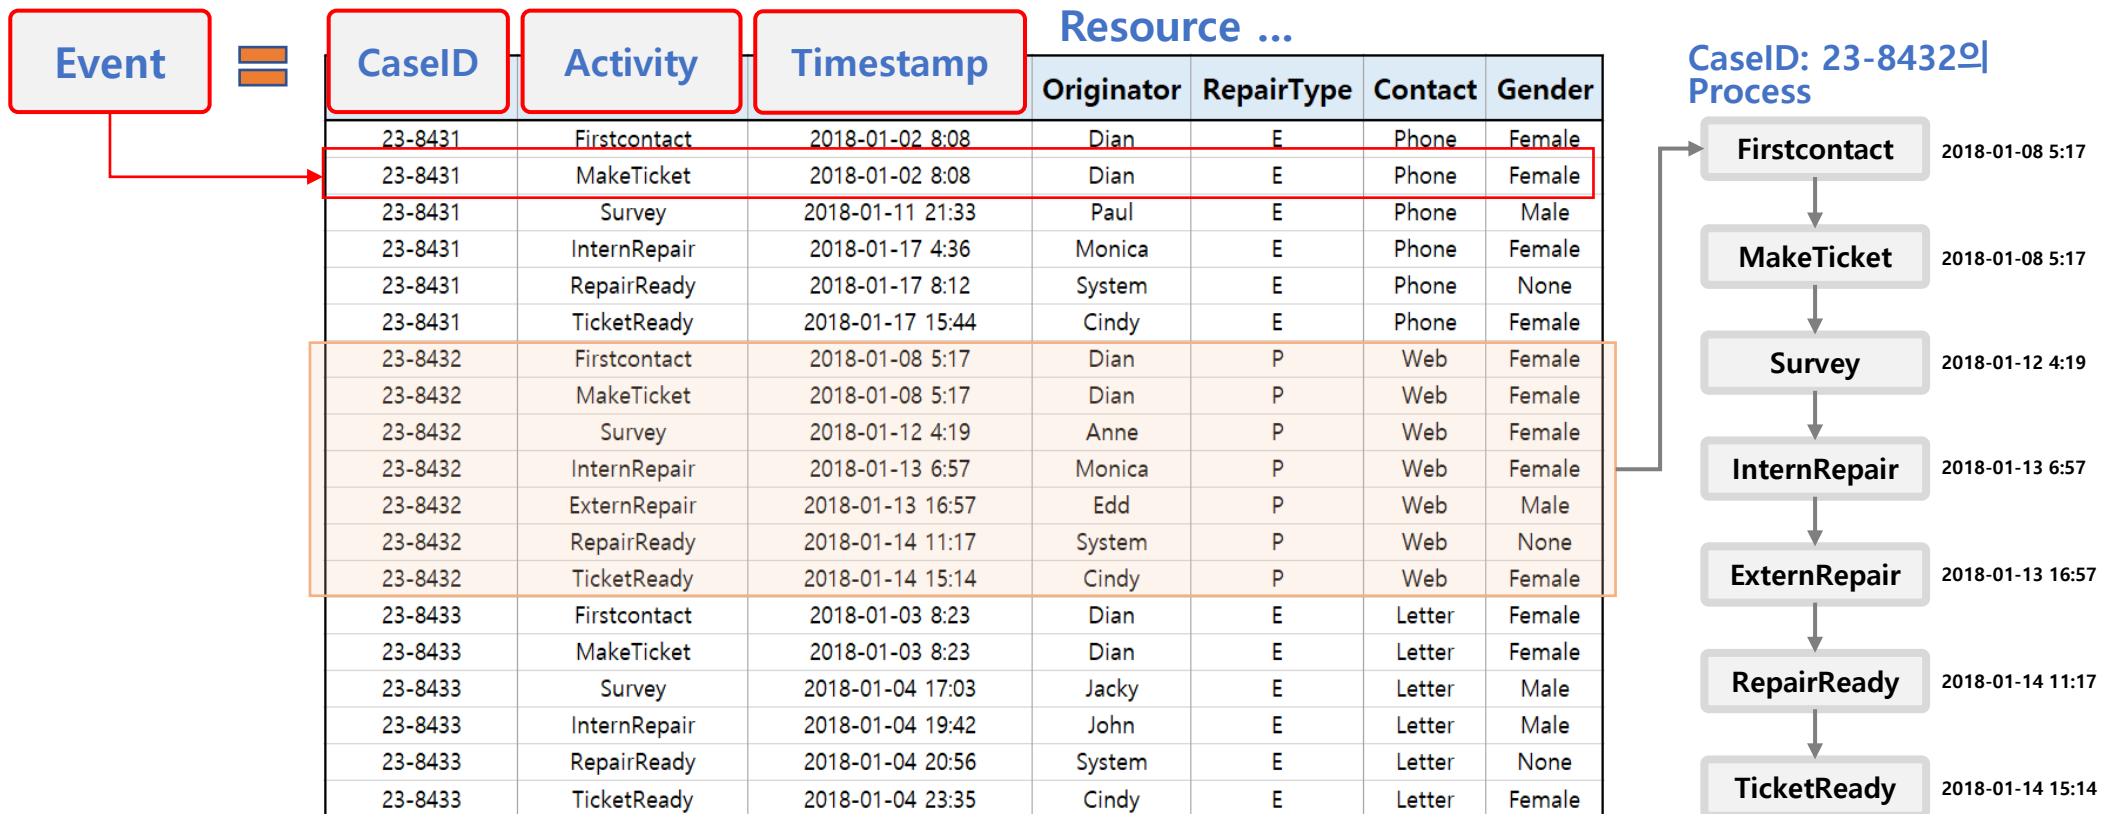 Event
CaseID Activity Timestamp Resource ...
Originator RepairType Contact Gender
23-8431 Firstcontact 2018-01-02 8:08 Dian E Phone Female
23-8431 MakeTicket 2018-01-02 8:08 Dian E Phone Female
23-8431 Survey 2018-01-11 21:33 Paul E Phone Male
23-8431 InternRepair 2018-01-17 4:36 Monica E Phone Female
23-8431 RepairReady 2018-01-17 8:12 System E Phone None
23-8431 TicketReady 2018-01-17 15:44 Cindy E Phone Female
23-8432 Firstcontact 2018-01-08 5:17 Dian P Web Female
23-8432 MakeTicket 2018-01-08 5:17 Dian P Web Female
23-8432 Survey 2018-01-12 4:19 Anne P Web Female
23-8432 InternRepair 2018-01-13 6:57 Monica P Web Female
23-8432 ExternRepair 2018-01-13 16:57 Edd P Web Male
23-8432 RepairReady 2018-01-14 11:17 System P Web None
23-8432 TicketReady 2018-01-14 15:14 Cindy P Web Female
23-8433 Firstcontact 2018-01-03 8:23 Dian E Letter Female
23-8433 MakeTicket 2018-01-03 8:23 Dian E Letter Female
23-8433 Survey 2018-01-04 17:03 Jacky E Letter Male
23-8433 InternRepair 2018-01-04 19:42 John E Letter Male
23-8433 RepairReady 2018-01-04 20:56 System E Letter None
23-8433 TicketReady 2018-01-04 23:35 Cindy E Letter Female
CaseID: 23-8432의
Process
Firstcontact 2018-01-08 5:17
MakeTicket 2018-01-08 5:17
Survey 2018-01-12 4:19
InternRepair 2018-01-13 6:57
ExternRepair 2018-01-13 16:57
RepairReady 2018-01-14 11:17
TicketReady 2018-01-14 15:14